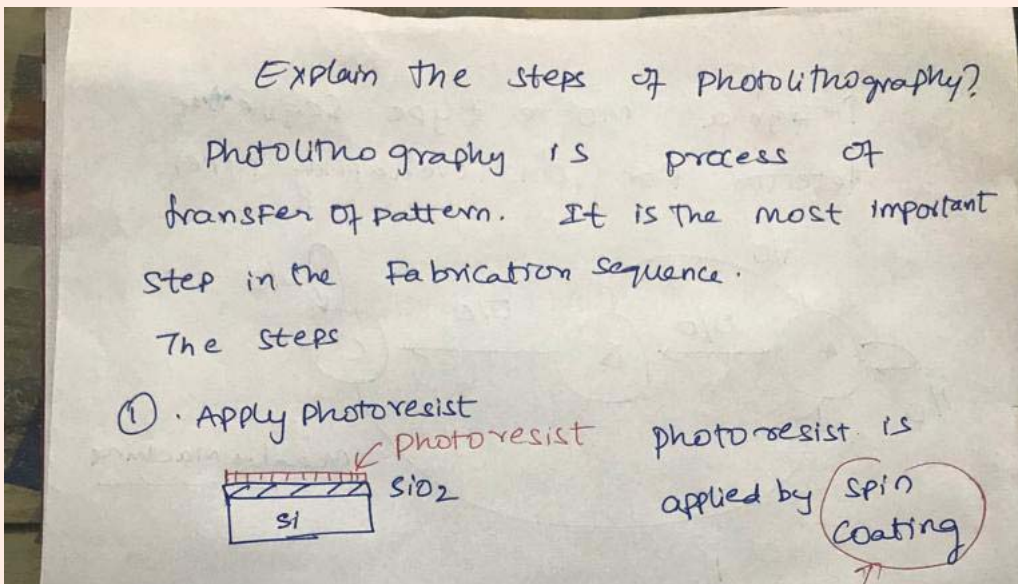 Explain the steps of photolithography?
Photolithography is process of
transfer of pattern. It is the most important
step in the Fabrication sequence.
The steps
① . Apply photoresist
photoresist
SiO2
Si
photoresist is
applied by spin
coating